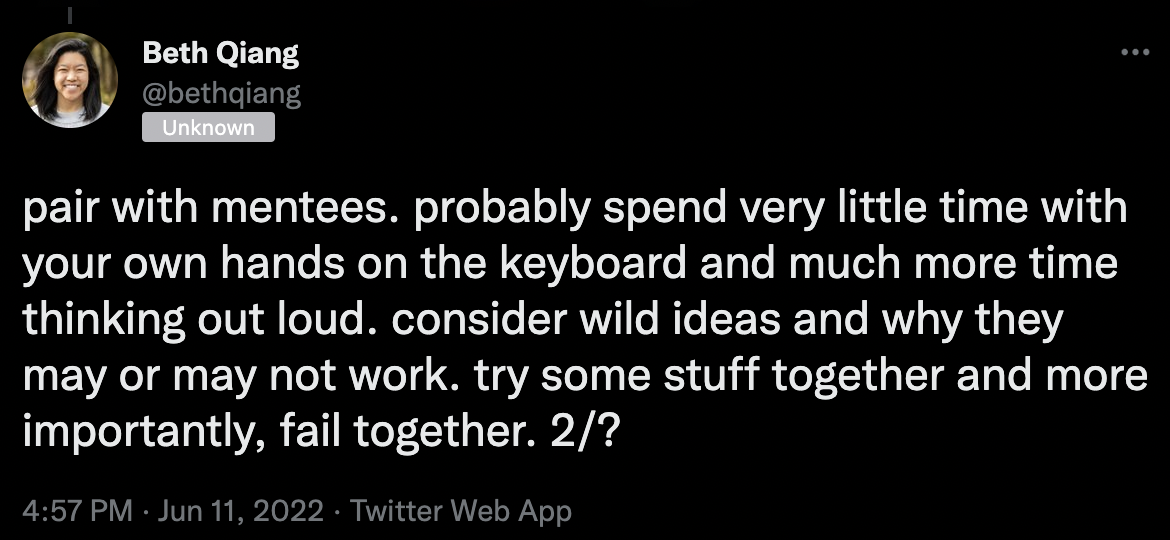 Beth Qiang
@bethqiang
Unknown
pair with mentees. probably spend very little time with
your own hands on the keyboard and much more time
thinking out loud. consider wild ideas and why they
may or may not work. try some stuff together and more
importantly, fail together. 2/?
4:57 PM · Jun 11, 2022 · Twitter Web App